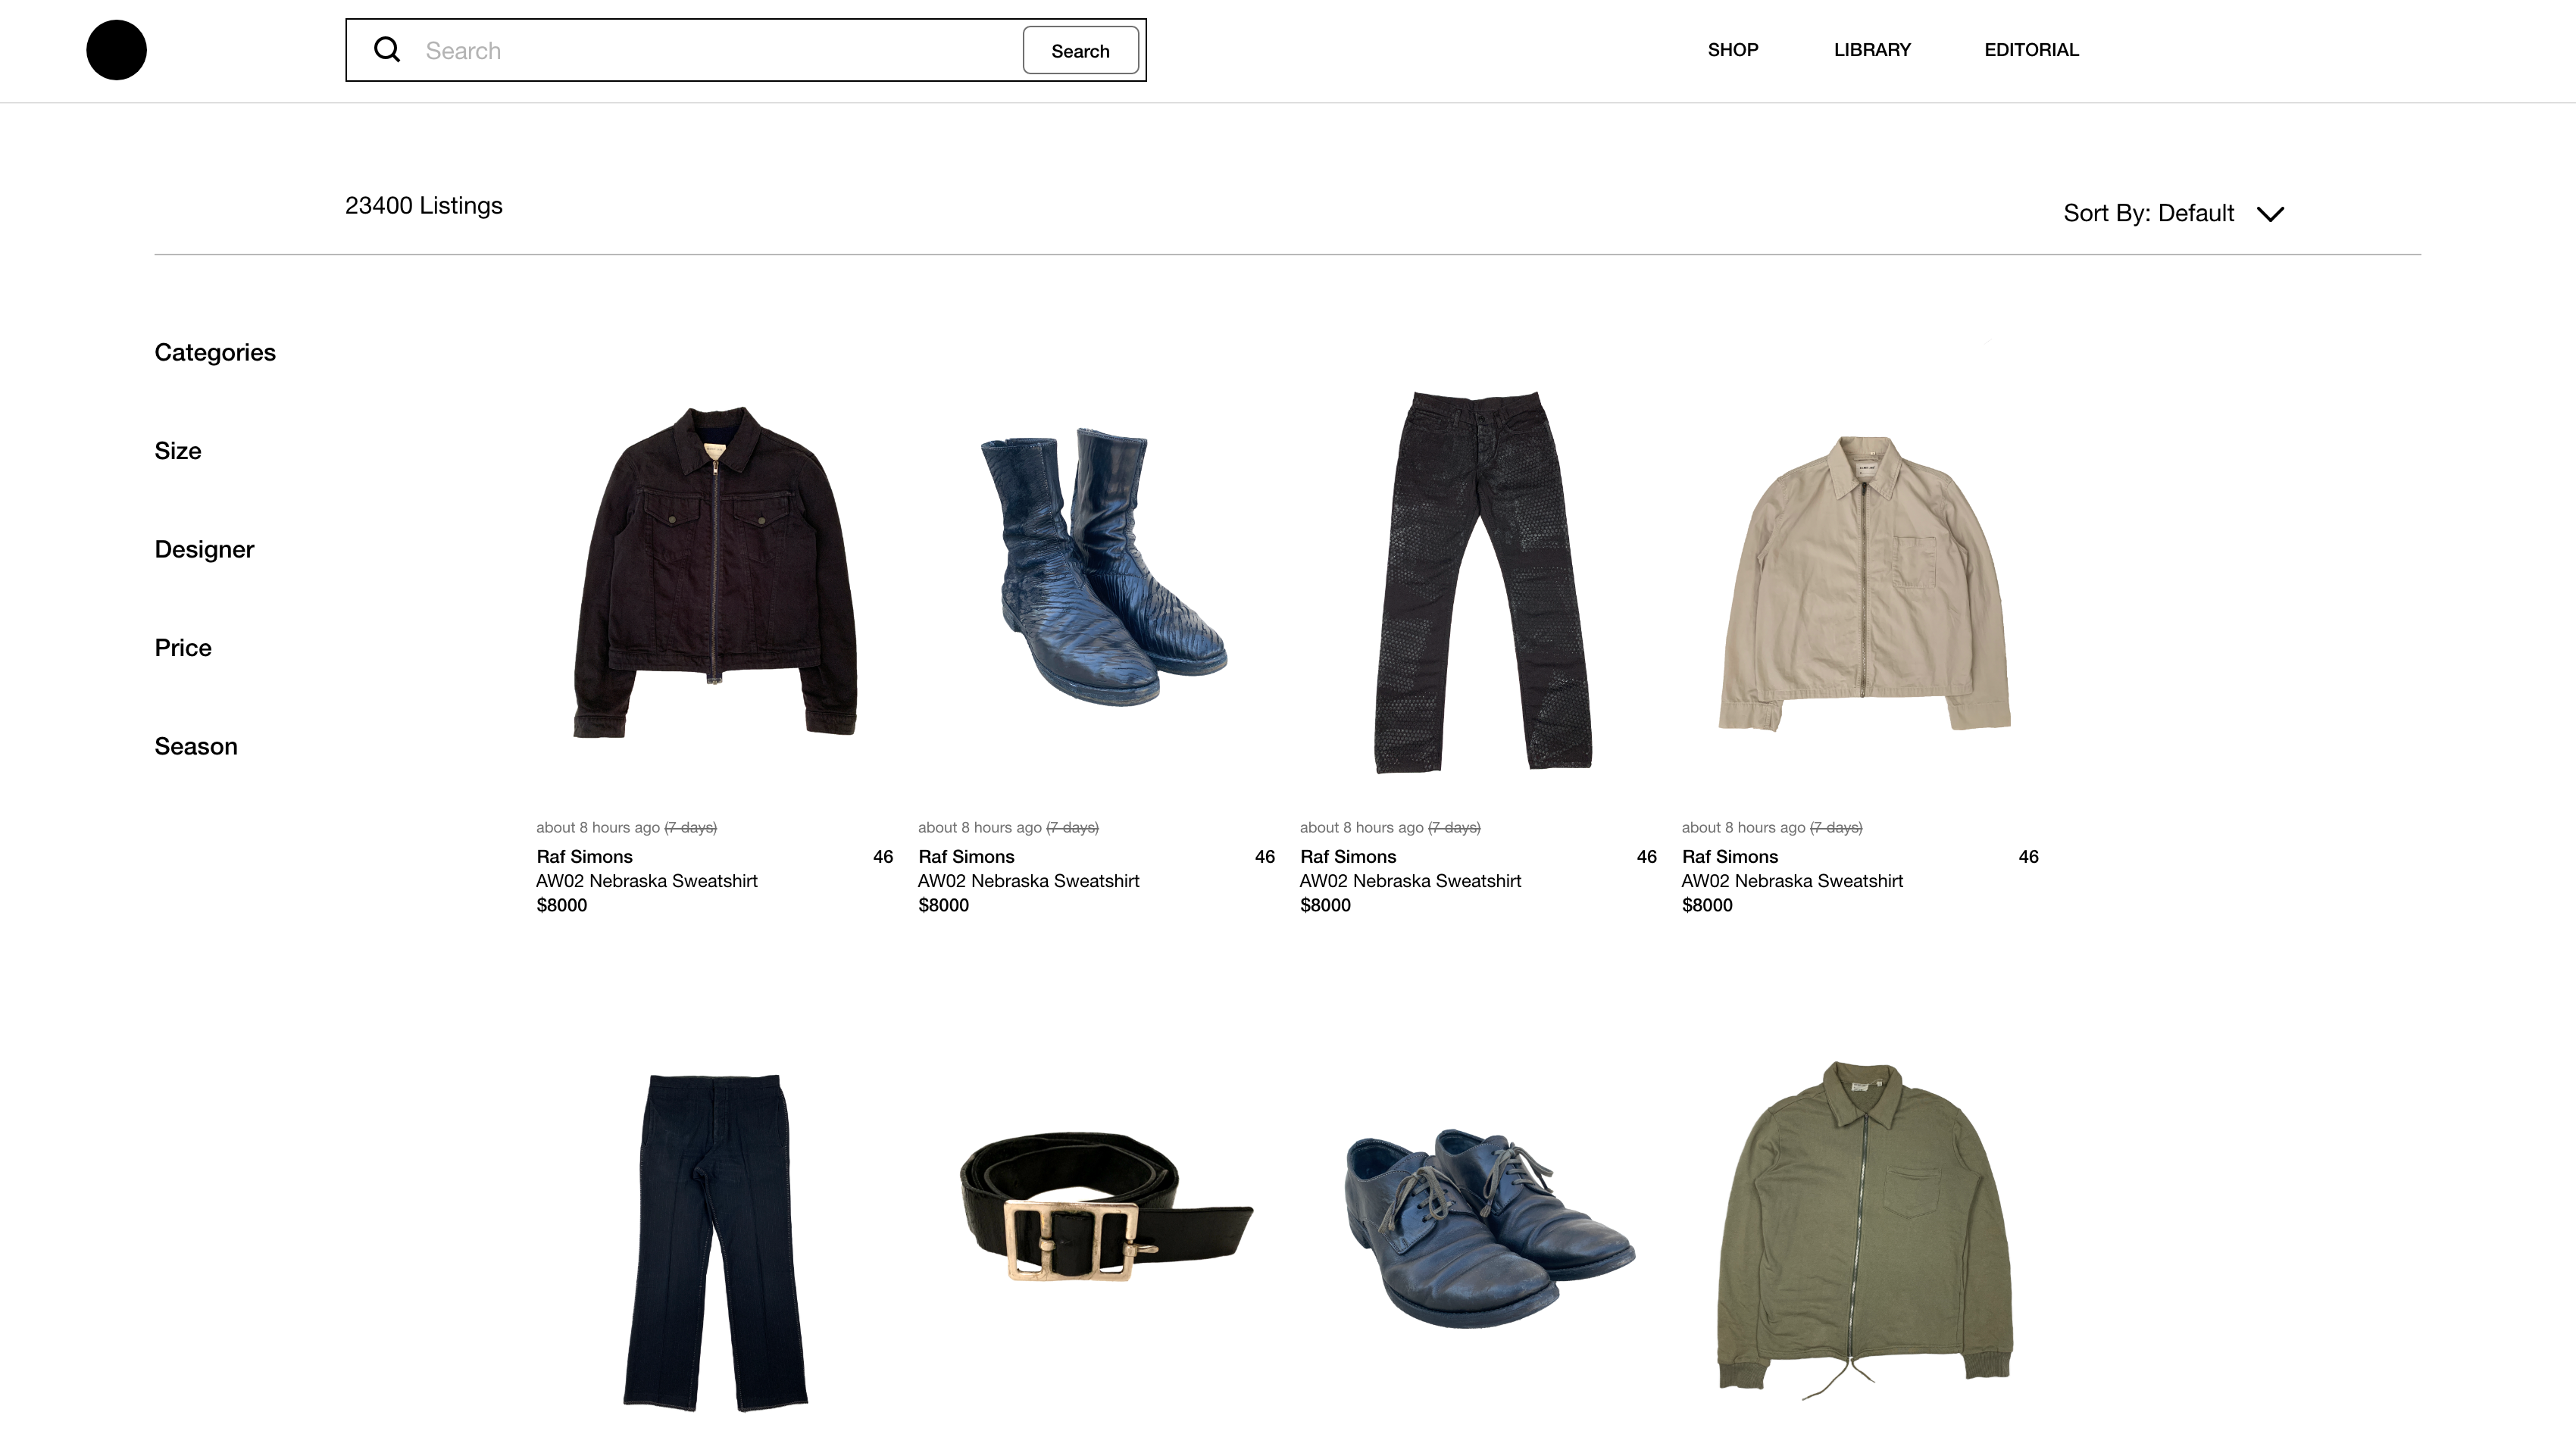 Search
Search
SHOP
LIBRARY
EDITORIAL
23400 Listings
Sort By: Default
Categories
Size
Designer
Price
Season
about 8 hours ago (7 days)
Raf Simons
46
AW02 Nebraska Sweatshirt
$8000
about 8 hours ago (7 days)
Raf Simons
46
AW02 Nebraska Sweatshirt
$8000
about 8 hours ago (7 days)
Raf Simons
46
AW02 Nebraska Sweatshirt
$8000
about 8 hours ago (7 days)
Raf Simons
46
AW02 Nebraska Sweatshirt
$8000